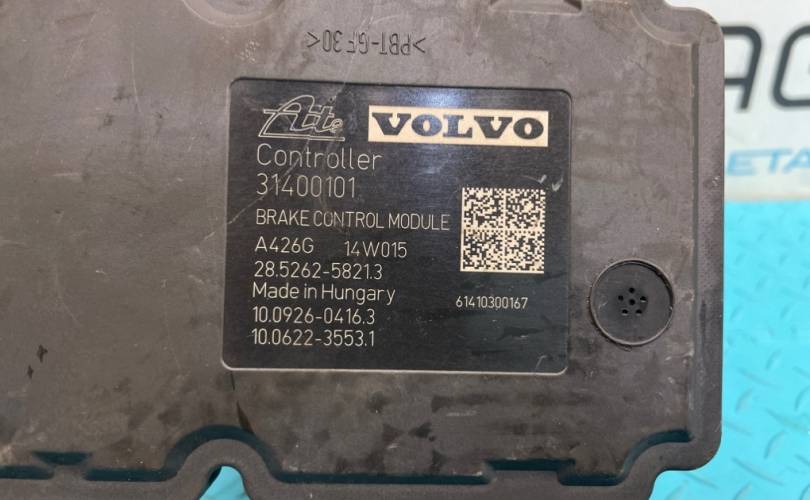 >PBT-GF30<
Ate VOLVO
Controller
31400101
BRAKE CONTROL MODULE
A426G 14W015
28.5262-5821.3
Made in Hungary 61410300167
10.0926-0416.3
10.0622-3553.1